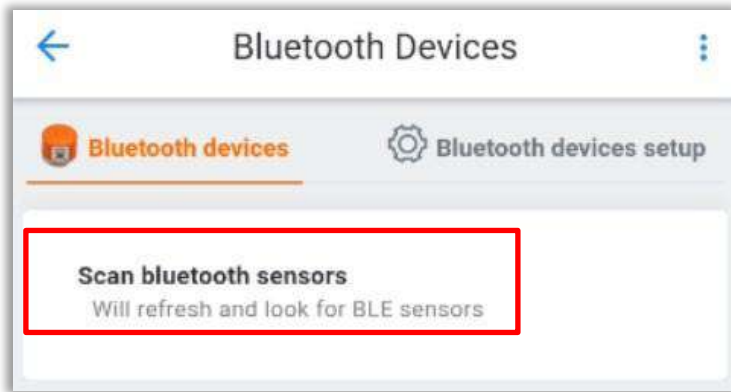 Bluetooth Devices
Bluetooth devices
Bluetooth devices setup
Scan bluetooth sensors
Will refresh and look for BLE sensors